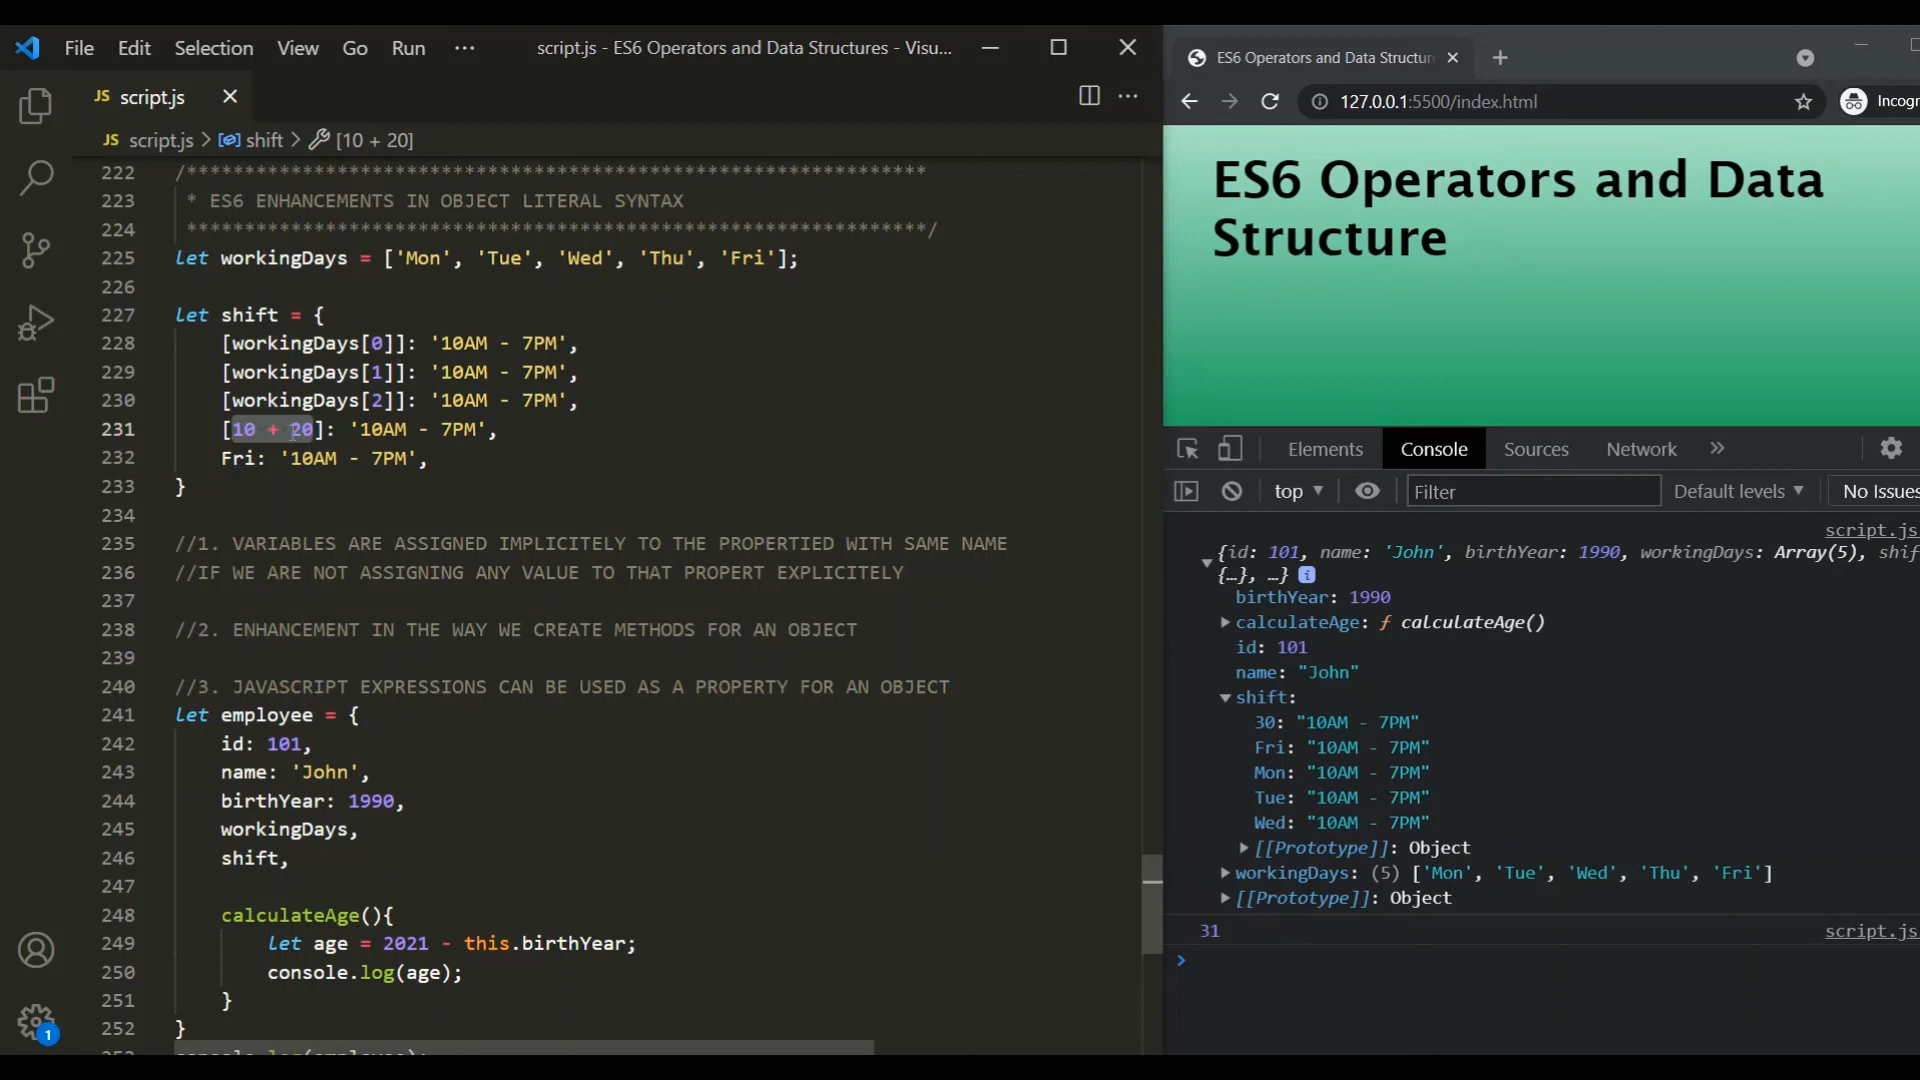 File Edit Selection View Go Run ··· script.js - ES6 Operators and Data Structures - Visu...
JS script.js
JS script.js > shift > [10 + 20]
222 /****************************************************************
223 * ES6 ENHANCEMENTS IN OBJECT LITERAL SYNTAX
224 ****************************************************************/
225 let workingDays = ['Mon', 'Tue', 'Wed', 'Thu', 'Fri'];
226
227 let shift = {
228 [workingDays[0]]: '10AM - 7PM',
229 [workingDays[1]]: '10AM - 7PM',
230 [workingDays[2]]: '10AM - 7PM',
231 [10 + 20]: '10AM - 7PM',
232 Fri: '10AM - 7PM',
233 }
234
235 //1. VARIABLES ARE ASSIGNED IMPLICITELY TO THE PROPERTIED WITH SAME NAME
236 //IF WE ARE NOT ASSIGNING ANY VALUE TO THAT PROPERT EXPLICITELY
237
238 //2. ENHANCEMENT IN THE WAY WE CREATE METHODS FOR AN OBJECT
239
240 //3. JAVASCRIPT EXPRESSIONS CAN BE USED AS A PROPERTY FOR AN OBJECT
241 let employee = {
242 id: 101,
243 name: 'John',
244 birthYear: 1990,
245 workingDays,
246 shift,
247
248 calculateAge(){
249 let age = 2021 - this.birthYear;
250 console.log(age);
251 }
252 }
1
ES6 Operators and Data Structur
127.0.0.1:5500/index.html
Incogn
ES6 Operators and Data
Structure
Elements Console Sources Network »
top Filter Default levels No Issues
script.js
{id: 101, name: 'John', birthYear: 1990, workingDays: Array(5), shif
{…}, …} i
birthYear: 1990
calculateAge: ƒ calculateAge()
id: 101
name: "John"
shift:
30: "10AM - 7PM"
Fri: "10AM - 7PM"
Mon: "10AM - 7PM"
Tue: "10AM - 7PM"
Wed: "10AM - 7PM"
[[Prototype]]: Object
workingDays: (5) ['Mon', 'Tue', 'Wed', 'Thu', 'Fri']
[[Prototype]]: Object
31 script.js